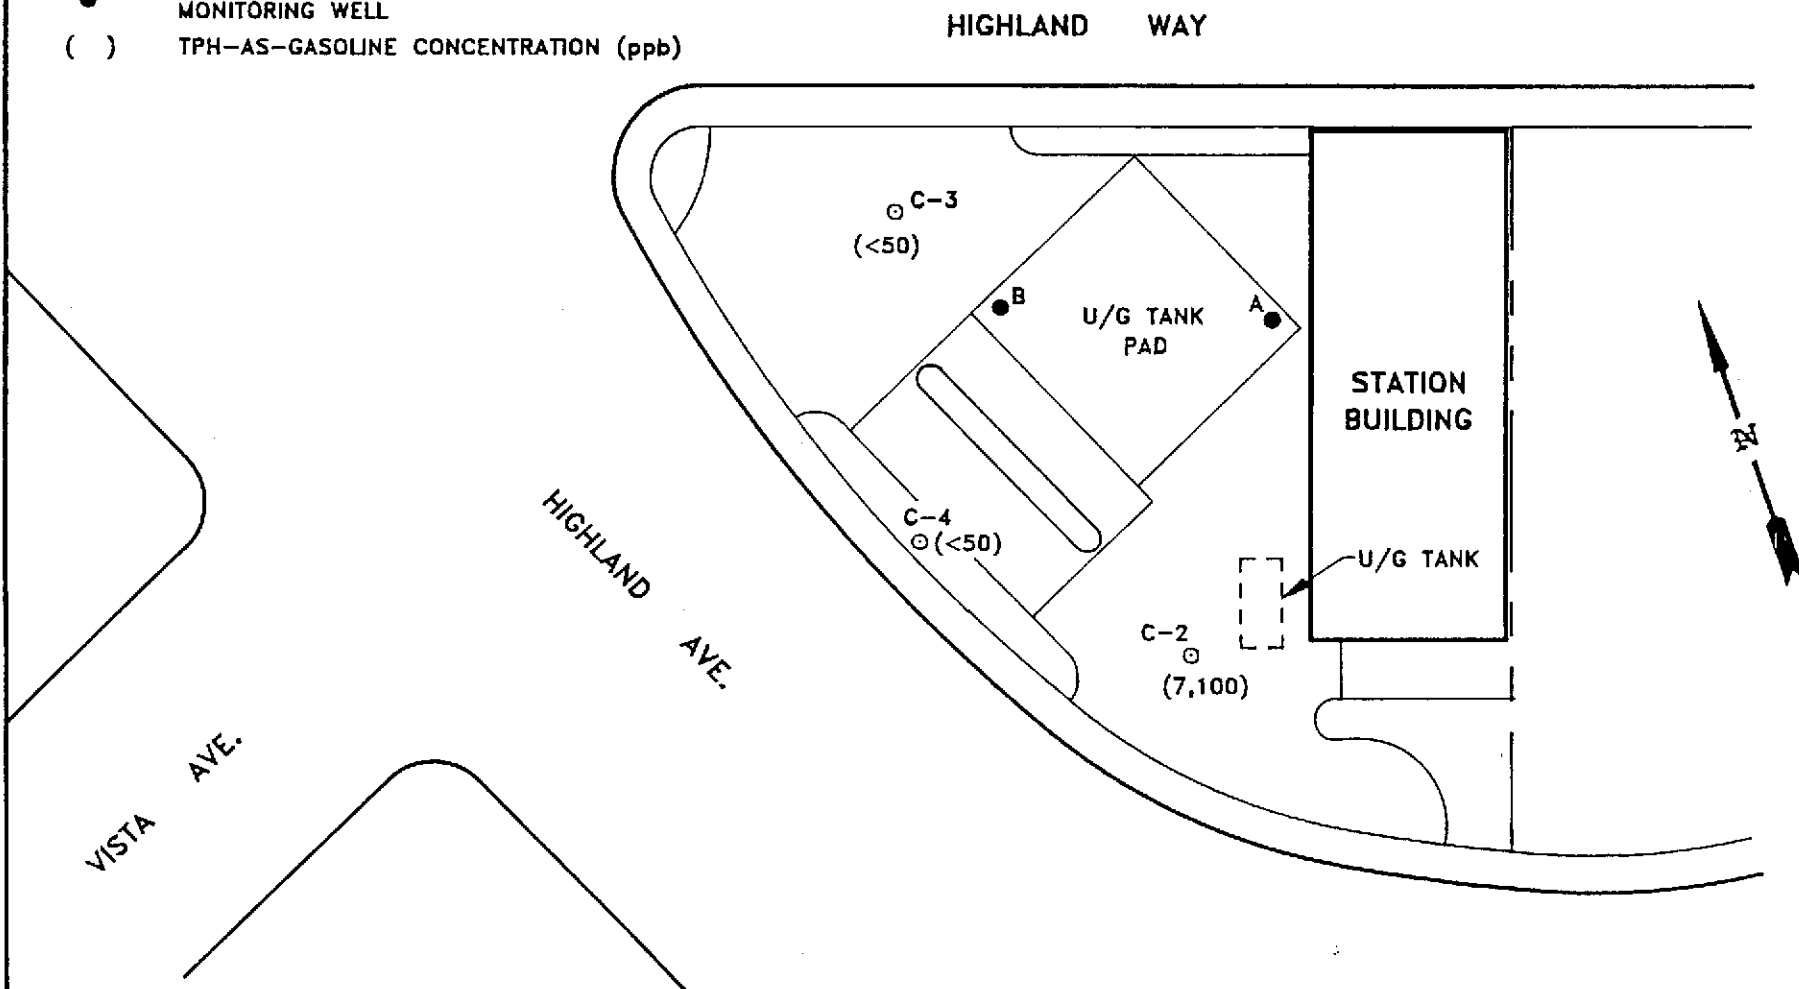 MONITORING WELL
( ) TPH-AS-GASOLINE CONCENTRATION (ppb)
HIGHLAND WAY
C-3
(<50)
B
A
U/G TANK
PAD
STATION
BUILDING
N
C-4
(<50)
HIGHLAND AVE.
U/G TANK
C-2
(7,100)
VISTA AVE.